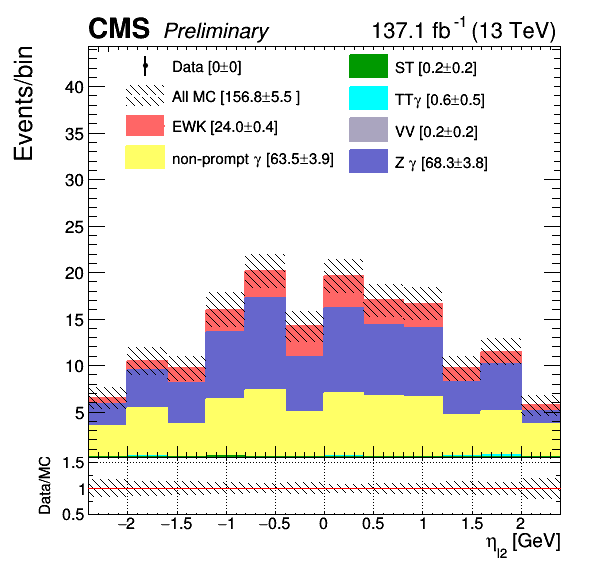 CMS Preliminary 137.1 fb⁻¹ (13 TeV)
Events/bin
Data [0±0]
All MC [156.8±5.5 ]
EWK [24.0±0.4]
non-prompt γ [63.5±3.9]
ST [0.2±0.2]
TTγ [0.6±0.5]
VV [0.2±0.2]
Z γ [68.3±3.8]
40
35
30
25
20
15
10
5
Data/MC
1.5
1
0.5
−2 −1.5 −1 −0.5 0 0.5 1 1.5 2
η_l2 [GeV]